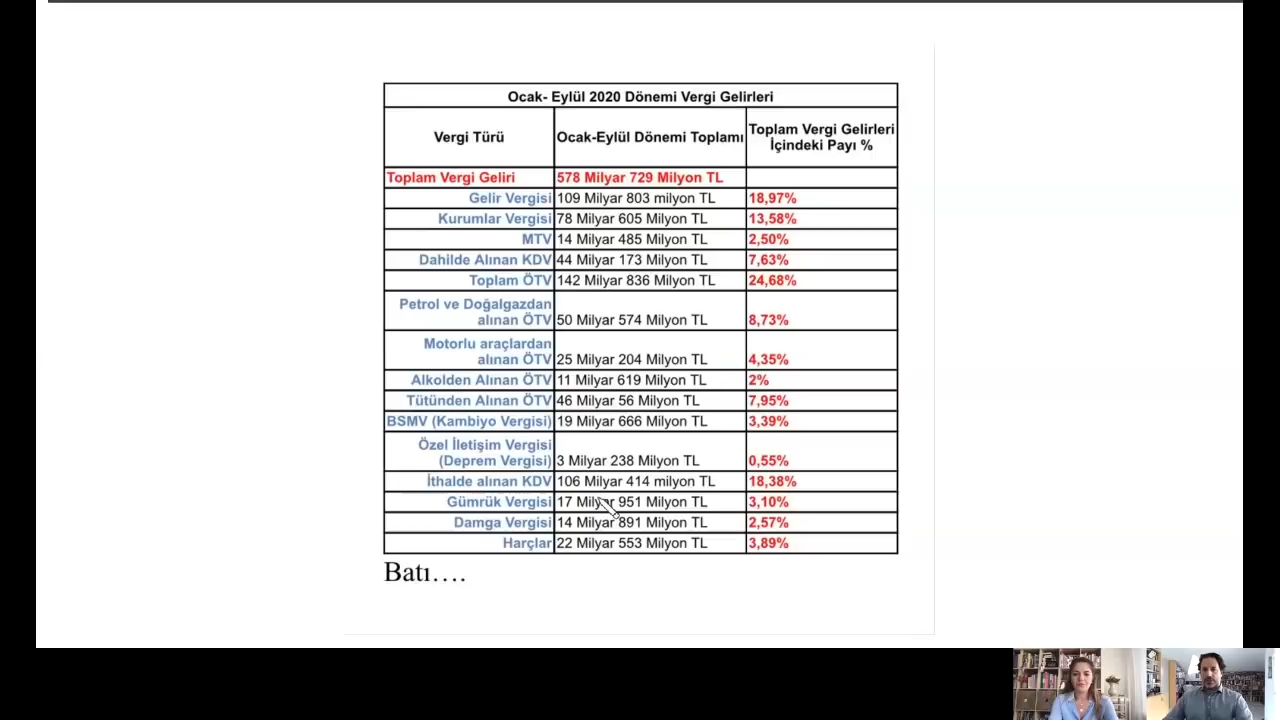 Ocak- Eylül 2020 Dönemi Vergi Gelirleri
Vergi Türü Ocak-Eylül Dönemi Toplamı Toplam Vergi Gelirleri
İçindeki Payı %
Toplam Vergi Geliri 578 Milyar 729 Milyon TL
Gelir Vergisi 109 Milyar 803 milyon TL 18,97%
Kurumlar Vergisi 78 Milyar 605 Milyon TL 13,58%
MTV 14 Milyar 485 Milyon TL 2,50%
Dahilde Alınan KDV 44 Milyar 173 Milyon TL 7,63%
Toplam ÖTV 142 Milyar 836 Milyon TL 24,68%
Petrol ve Doğalgazdan
alınan ÖTV 50 Milyar 574 Milyon TL 8,73%
Motorlu araçlardan
alınan ÖTV 25 Milyar 204 Milyon TL 4,35%
Alkolden Alınan ÖTV 11 Milyar 619 Milyon TL 2%
Tütünden Alınan ÖTV 46 Milyar 56 Milyon TL 7,95%
BSMV (Kambiyo Vergisi) 19 Milyar 666 Milyon TL 3,39%
Özel İletişim Vergisi
(Deprem Vergisi) 3 Milyar 238 Milyon TL 0,55%
İthalde alınan KDV 106 Milyar 414 milyon TL 18,38%
Gümrük Vergisi 17 Milyar 951 Milyon TL 3,10%
Damga Vergisi 14 Milyar 891 Milyon TL 2,57%
Harçlar 22 Milyar 553 Milyon TL 3,89%
Batı….